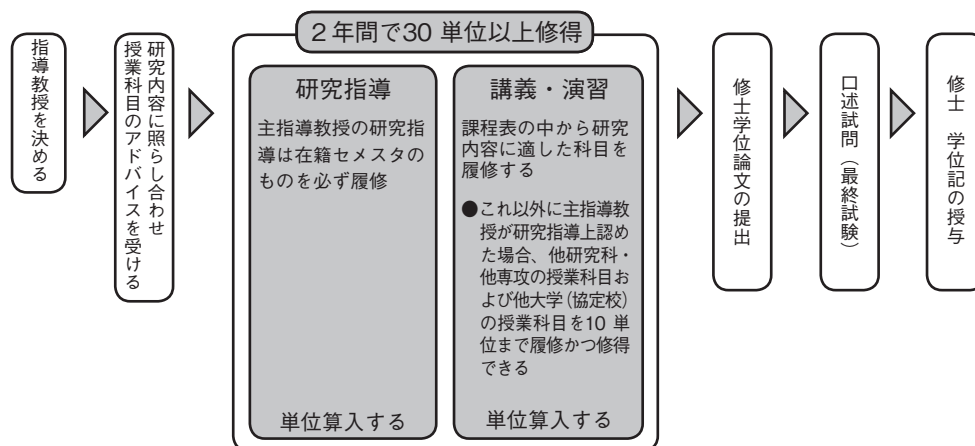 指導教授を決める
研究内容に照らし合わせ
授業科目のアドバイスを受ける
2年間で30 単位以上修得
研究指導
主指導教授の研究指
導は在籍セメスタの
ものを必ず履修
単位算入する
講義・演習
課程表の中から研究
内容に適した科目を
履修する
●これ以外に主指導教
授が研究指導上認め
た場合、他研究科・
他専攻の授業科目お
よび他大学(協定校)
の授業科目を10 単
位まで履修かつ修得
できる
単位算入する
修士学位論文の提出
口述試問(最終試験)
修士 学位記の授与